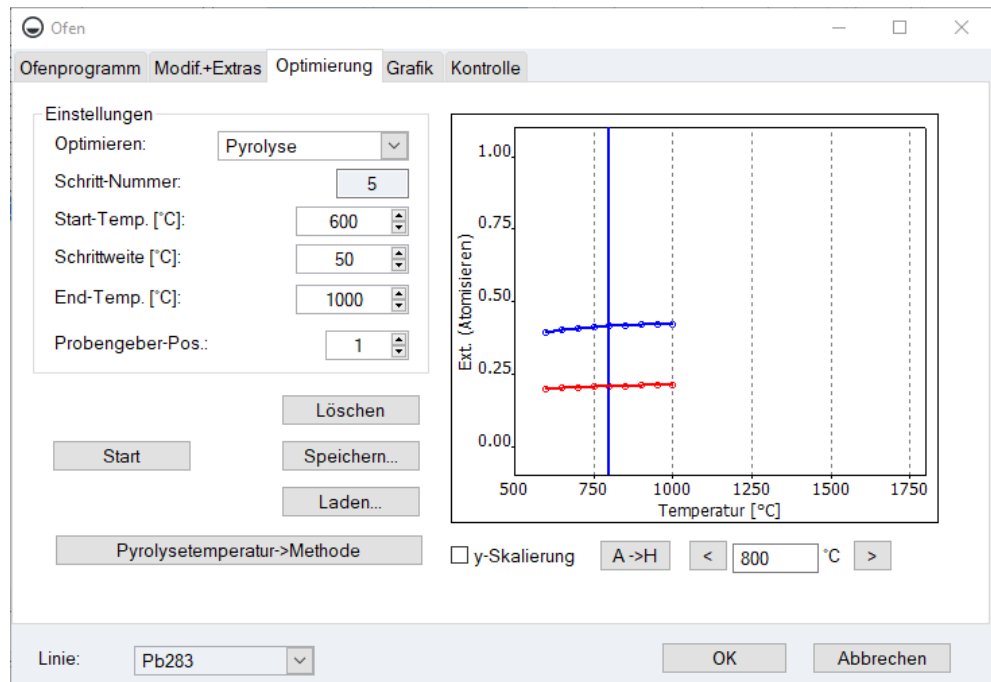 Ofen
Ofenprogramm Modif.+Extras Optimierung Grafik Kontrolle
Einstellungen
Optimieren: Pyrolyse
Schritt-Nummer: 5
Start-Temp. [°C]: 600
Schrittweite [°C]: 50
End-Temp. [°C]: 1000
Probengeber-Pos.: 1
Löschen
Start Speichern...
Laden...
Pyrolysetemperatur->Methode
Ext. (Atomisieren)
1.00
0.75
0.50
0.25
0.00
500 750 1000 1250 1500 1750
Temperatur [°C]
y-Skalierung A ->H < 800 °C >
Linie: Pb283 OK Abbrechen